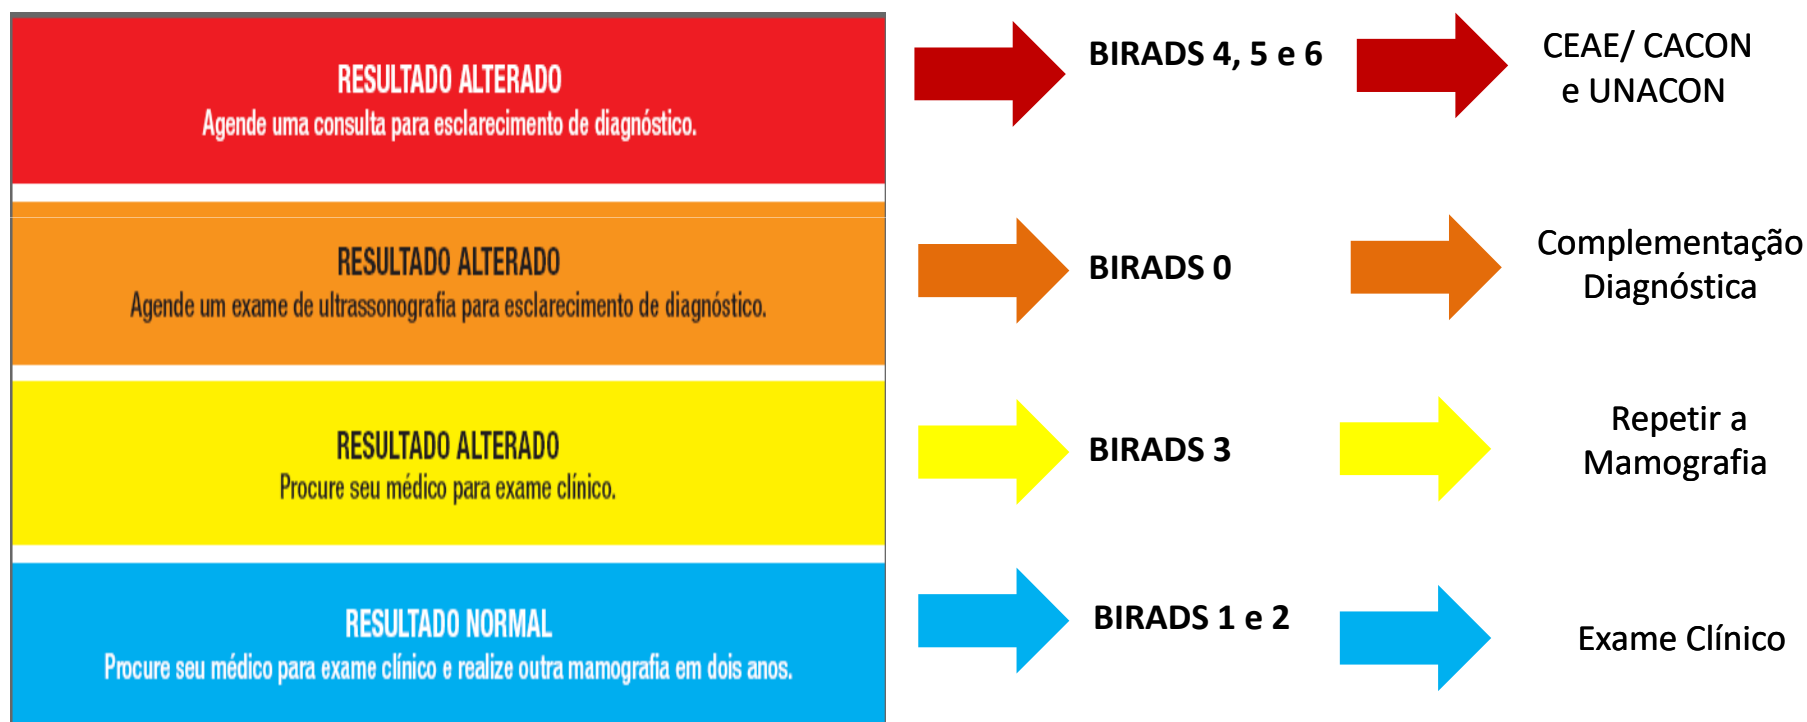 RESULTADO ALTERADO
Agende uma consulta para esclarecimento de diagnóstico.
BIRADS 4, 5 e 6
CEAE/ CACON
e UNACON
RESULTADO ALTERADO
Agende um exame de ultrassonografia para esclarecimento de diagnóstico.
BIRADS 0
Complementação
Diagnóstica
RESULTADO ALTERADO
Procure seu médico para exame clínico.
BIRADS 3
Repetir a
Mamografia
RESULTADO NORMAL
Procure seu médico para exame clínico e realize outra mamografia em dois anos.
BIRADS 1 e 2
Exame Clínico